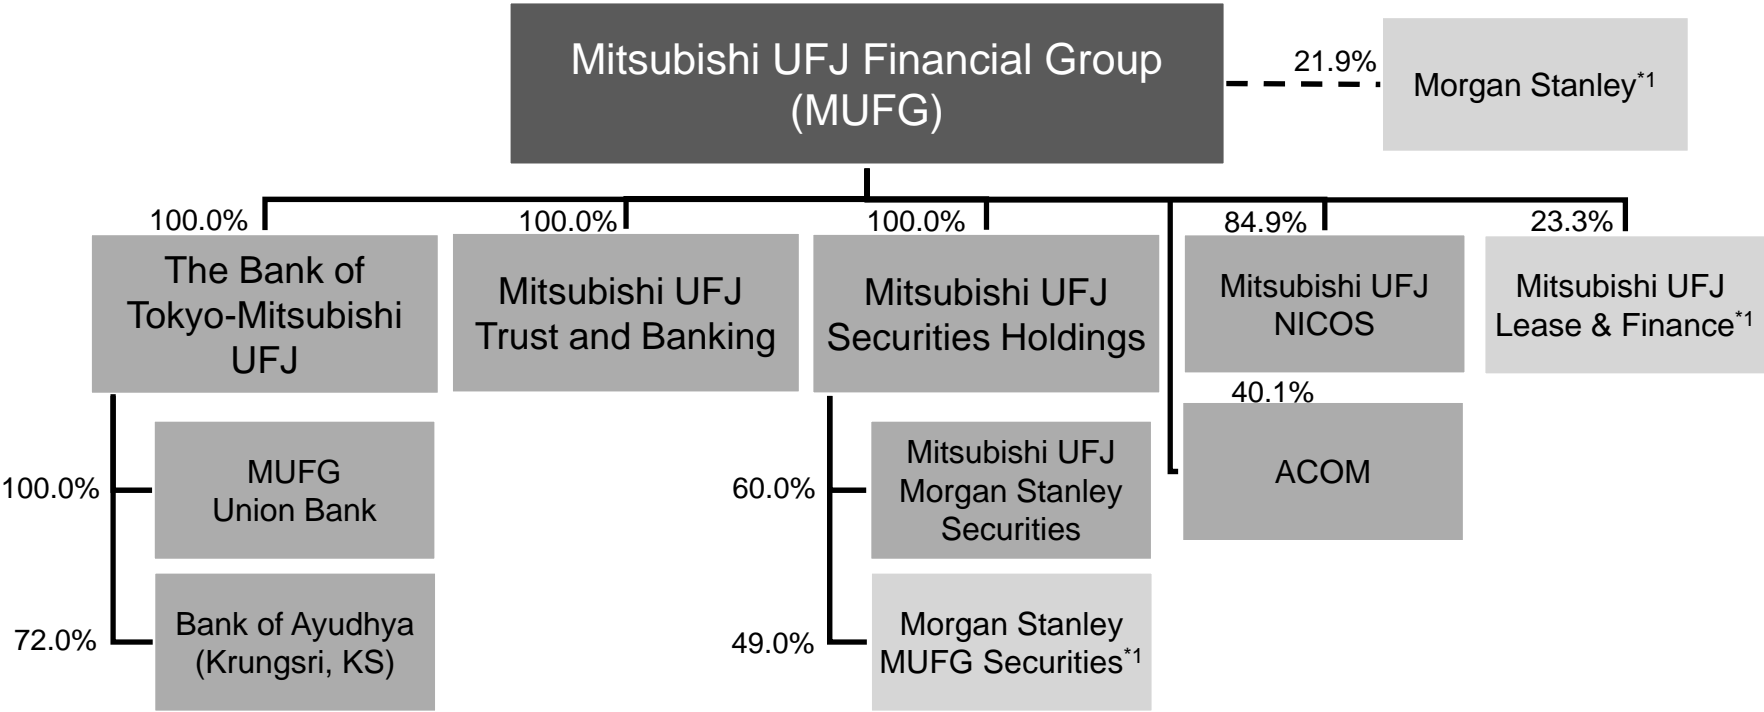 Mitsubishi UFJ Financial Group
(MUFG)
21.9%
Morgan Stanley*1
100.0%
The Bank of
Tokyo-Mitsubishi
UFJ
100.0%
Mitsubishi UFJ
Trust and Banking
100.0%
Mitsubishi UFJ
Securities Holdings
84.9%
Mitsubishi UFJ
NICOS
23.3%
Mitsubishi UFJ
Lease & Finance*1
40.1%
ACOM
100.0%
MUFG
Union Bank
72.0%
Bank of Ayudhya
(Krungsri, KS)
60.0%
Mitsubishi UFJ
Morgan Stanley
Securities
49.0%
Morgan Stanley
MUFG Securities*1